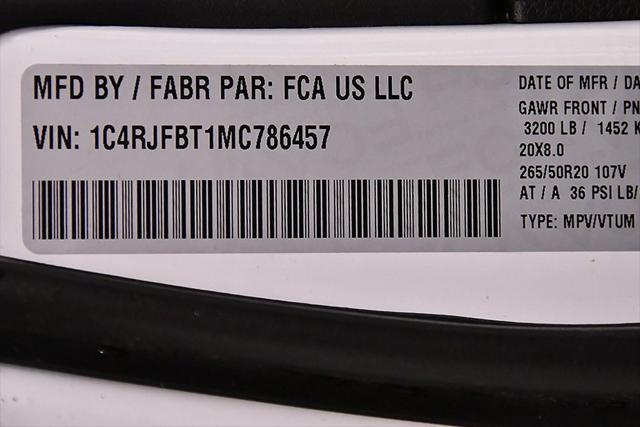 MFD BY / FABR PAR: FCA US LLC
VIN: 1C4RJFBT1MC786457
DATE OF MFR / DA
GAWR FRONT / PN
3200 LB / 1452 K
20X8.0
265/50R20 107V
AT / A 36 PSI LB/
TYPE: MPV/VTUM